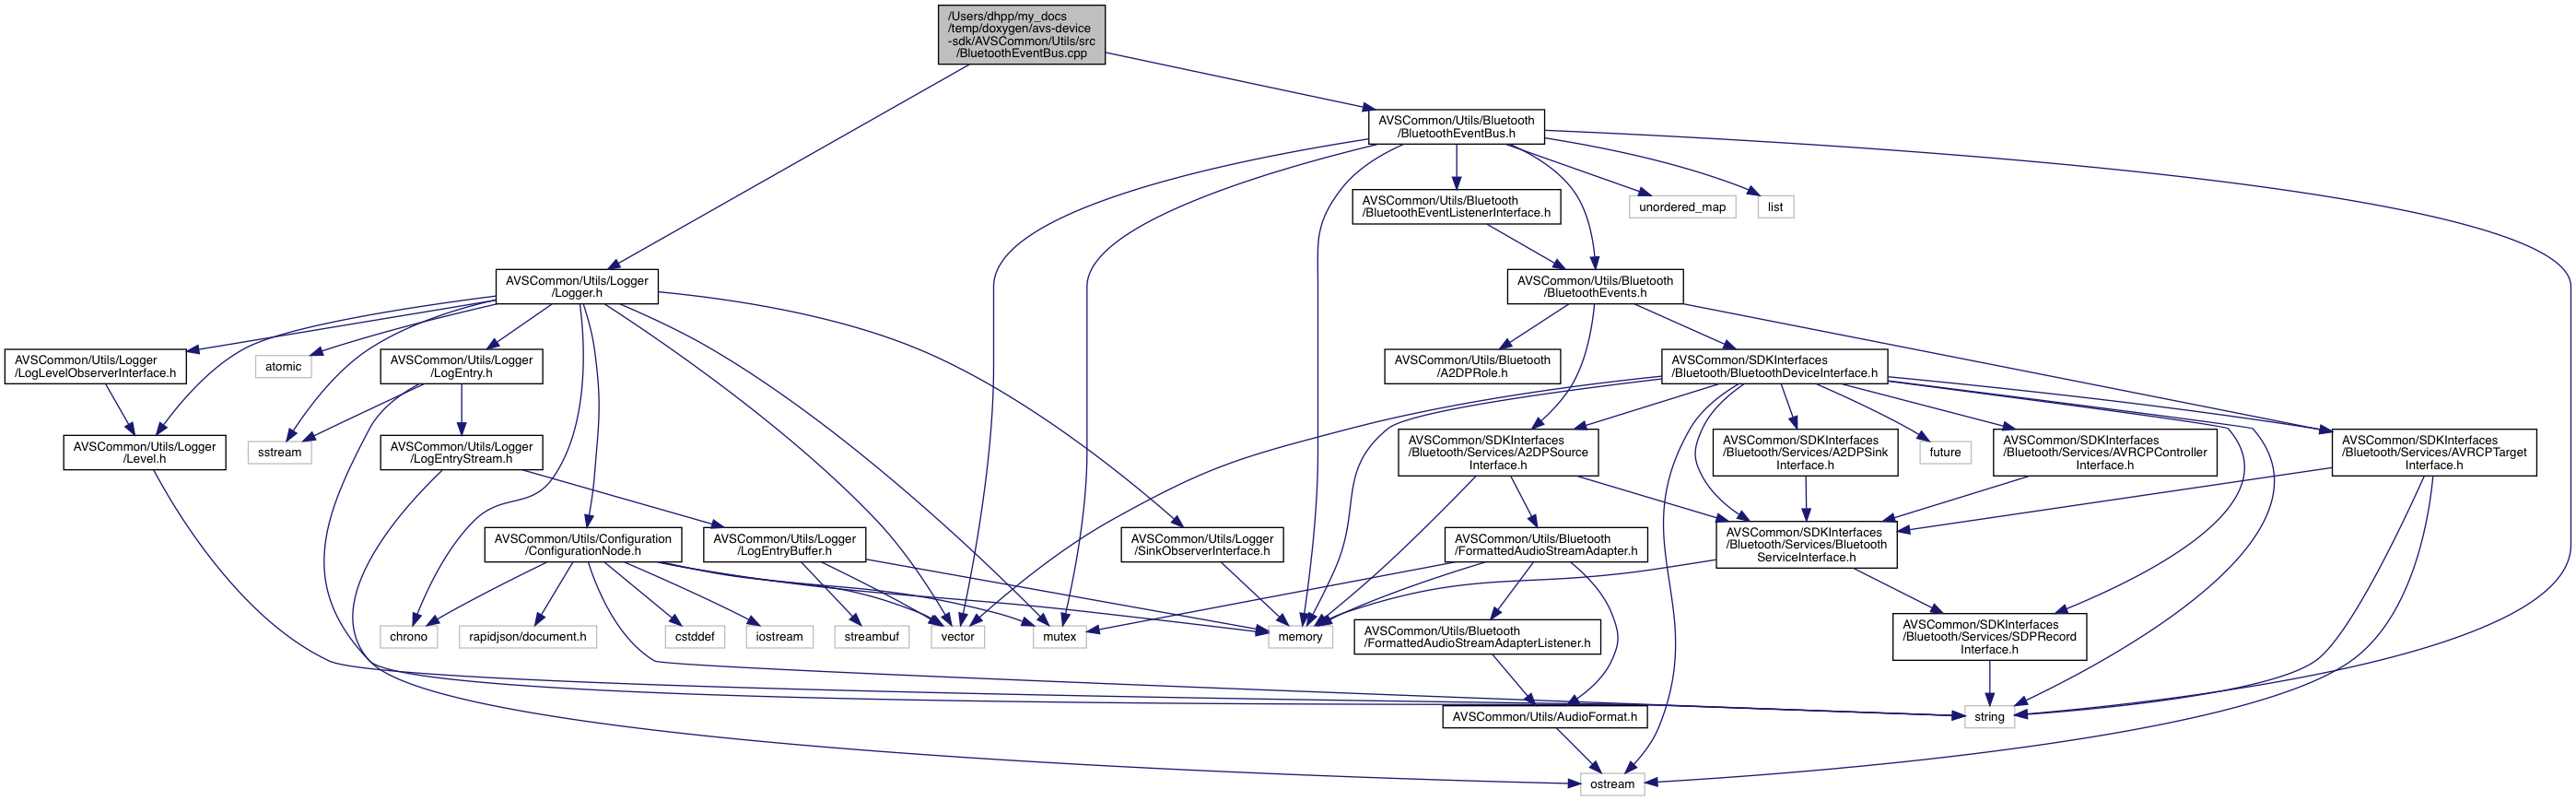 /Users/dhpp/my_docs
/temp/doxygen/avs-device
-sdk/AVSCommon/Utils/src
/BluetoothEventBus.cpp
AVSCommon/Utils/Bluetooth
/BluetoothEventBus.h
AVSCommon/Utils/Bluetooth
/BluetoothEventListenerInterface.h
unordered_map
list
AVSCommon/Utils/Logger
/Logger.h
AVSCommon/Utils/Bluetooth
/BluetoothEvents.h
AVSCommon/Utils/Logger
/LogLevelObserverInterface.h
atomic
AVSCommon/Utils/Logger
/LogEntry.h
AVSCommon/Utils/Bluetooth
/A2DPRole.h
AVSCommon/SDKInterfaces
/Bluetooth/BluetoothDeviceInterface.h
AVSCommon/Utils/Logger
/Level.h
sstream
AVSCommon/Utils/Logger
/LogEntryStream.h
AVSCommon/SDKInterfaces
/Bluetooth/Services/A2DPSource
Interface.h
AVSCommon/SDKInterfaces
/Bluetooth/Services/A2DPSink
Interface.h
future
AVSCommon/SDKInterfaces
/Bluetooth/Services/AVRCPController
Interface.h
AVSCommon/SDKInterfaces
/Bluetooth/Services/AVRCPTarget
Interface.h
AVSCommon/Utils/Configuration
/ConfigurationNode.h
AVSCommon/Utils/Logger
/LogEntryBuffer.h
AVSCommon/Utils/Logger
/SinkObserverInterface.h
AVSCommon/Utils/Bluetooth
/FormattedAudioStreamAdapter.h
AVSCommon/SDKInterfaces
/Bluetooth/Services/Bluetooth
ServiceInterface.h
chrono
rapidjson/document.h
cstddef
iostream
streambuf
vector
mutex
memory
AVSCommon/Utils/Bluetooth
/FormattedAudioStreamAdapterListener.h
AVSCommon/SDKInterfaces
/Bluetooth/Services/SDPRecord
Interface.h
AVSCommon/Utils/AudioFormat.h
string
ostream